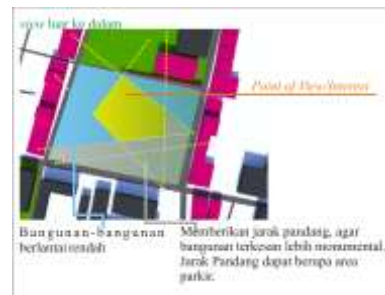 view luar ke dalam
Point of View/Interest
Bangunan-bangunan
berlantai rendah
Memberikan jarak pandang, agar
bangunan terkesan lebih monumental.
Jarak Pandang dapat berupa area
parkir.